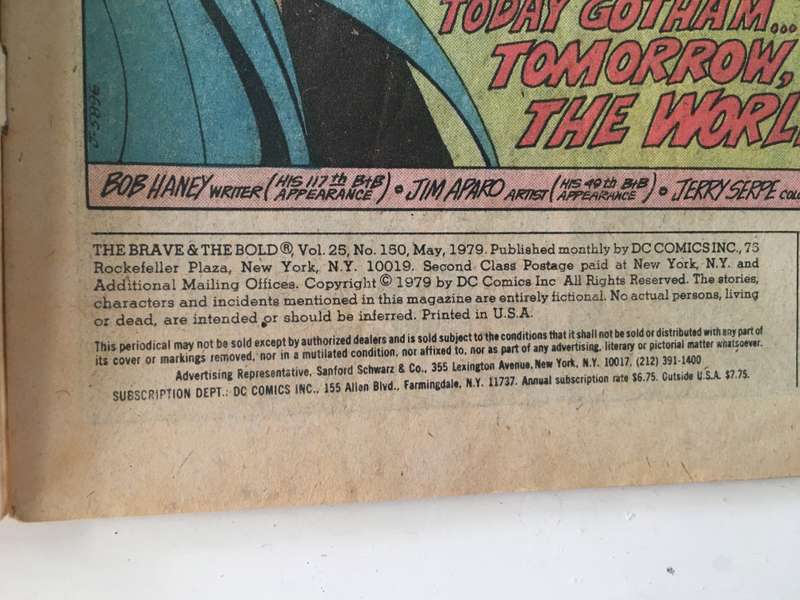 TODAY GOTHAM...
TOMORROW,
THE WORL
BOB HANEY WRITER (HIS 117th B&B APPEARANCE) • JIM APARO ARTIST (HIS 49th B&B APPEARANCE) • JERRY SERPE COL
THE BRAVE & THE BOLD®, Vol. 25, No. 150, May, 1979. Published monthly by DC COMICS INC., 75
Rockefeller Plaza, New York, N.Y. 10019. Second Class Postage paid at New York, N.Y. and
Additional Mailing Offices. Copyright © 1979 by DC Comics Inc All Rights Reserved. The stories,
characters and incidents mentioned in this magazine are entirely fictional. No actual persons, living
or dead, are intended or should be inferred. Printed in U.S.A.
This periodical may not be sold except by authorized dealers and is sold subject to the conditions that it shall not be sold or distributed with any part of
its cover or markings removed, nor in a mutilated condition, nor affixed to, nor as part of any advertising, literary or pictorial matter whatsoever.
Advertising Representative, Sanford Schwarz & Co., 355 Lexington Avenue, New York, N.Y. 10017, (212) 391-1400
SUBSCRIPTION DEPT.: DC COMICS INC., 155 Allen Blvd., Farmingdale, N.Y. 11737. Annual subscription rate $6.75. Outside U.S.A. $7.75.